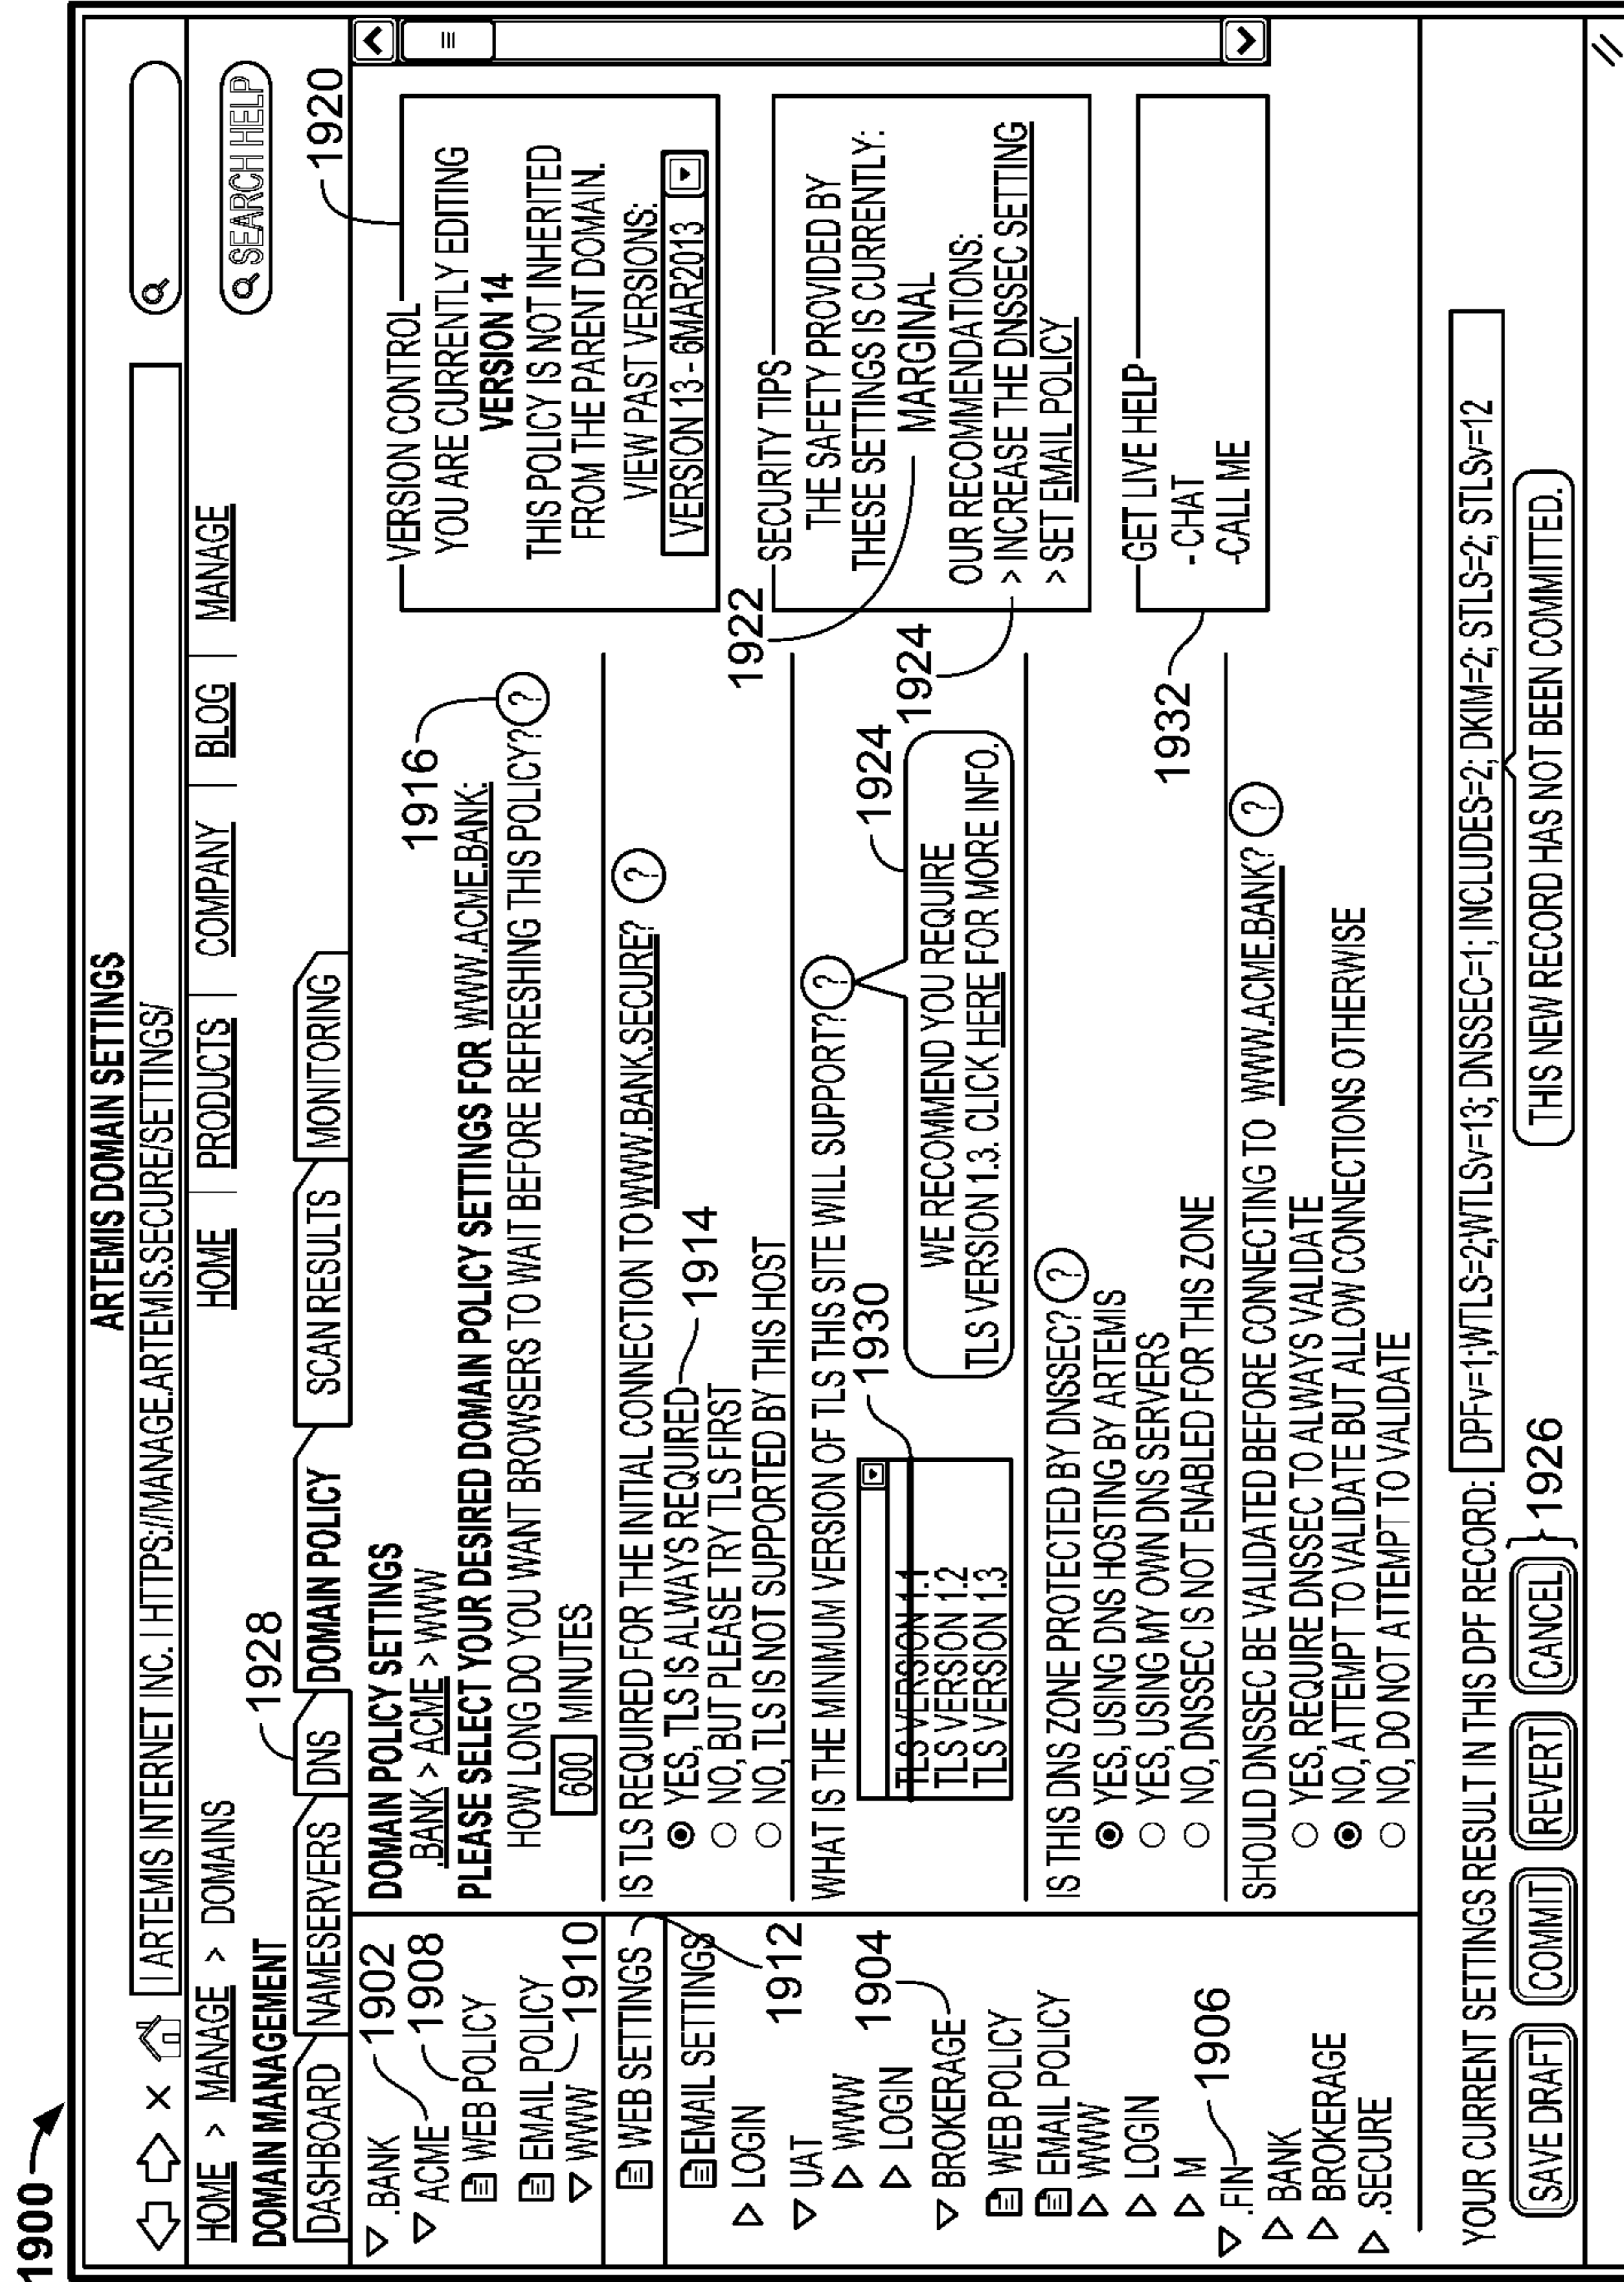 1900
ARTEMIS DOMAIN SETTINGS
| ARTEMIS INTERNET INC. | HTTPS://MANAGE.ARTEMIS.SECURE/SETTINGS/
HOME > MANAGE > DOMAINS
HOME PRODUCTS COMPANY BLOG MANAGE
SEARCH HELP
DOMAIN MANAGEMENT
1928
DASHBOARD NAMESERVERS DNS DOMAIN POLICY SCAN RESULTS MONITORING
.BANK 1902
ACME 1908
WEB POLICY
EMAIL POLICY
WWW 1910
WEB SETTINGS
EMAIL SETTINGS
1912
LOGIN
UAT
WWW
LOGIN
1904
BROKERAGE
WEB POLICY
EMAIL POLICY
WWW
LOGIN
M
1906
.FIN
BANK
BROKERAGE
.SECURE
DOMAIN POLICY SETTINGS
.BANK > ACME > WWW
1916
PLEASE SELECT YOUR DESIRED DOMAIN POLICY SETTINGS FOR WWW.ACME.BANK:
HOW LONG DO YOU WANT BROWSERS TO WAIT BEFORE REFRESHING THIS POLICY? ?
600 MINUTES
IS TLS REQUIRED FOR THE INITIAL CONNECTION TO WWW.BANK.SECURE? ?
YES, TLS IS ALWAYS REQUIRED 1914
NO, BUT PLEASE TRY TLS FIRST
NO, TLS IS NOT SUPPORTED BY THIS HOST
WHAT IS THE MINIMUM VERSION OF TLS THIS SITE WILL SUPPORT? ?
1930
TLS VERSION 1.1
TLS VERSION 1.2
TLS VERSION 1.3
1924
WE RECOMMEND YOU REQUIRE
TLS VERSION 1.3. CLICK HERE FOR MORE INFO.
IS THIS DNS ZONE PROTECTED BY DNSSEC? ?
YES, USING DNS HOSTING BY ARTEMIS
YES, USING MY OWN DNS SERVERS
NO, DNSSEC IS NOT ENABLED FOR THIS ZONE
SHOULD DNSSEC BE VALIDATED BEFORE CONNECTING TO WWW.ACME.BANK? ?
YES, REQUIRE DNSSEC TO ALWAYS VALIDATE
NO, ATTEMPT TO VALIDATE BUT ALLOW CONNECTIONS OTHERWISE
NO, DO NOT ATTEMPT TO VALIDATE
1920
VERSION CONTROL
YOU ARE CURRENTLY EDITING
VERSION 14
THIS POLICY IS NOT INHERITED
FROM THE PARENT DOMAIN.
VIEW PAST VERSIONS:
VERSION 13 - 6MAR2013
1922
SECURITY TIPS
THE SAFETY PROVIDED BY
THESE SETTINGS IS CURRENTLY:
MARGINAL
OUR RECOMMENDATIONS:
> INCREASE THE DNSSEC SETTING
> SET EMAIL POLICY
1924
GET LIVE HELP
- CHAT
-CALL ME
1932
YOUR CURRENT SETTINGS RESULT IN THIS DPF RECORD: DPFv=1;WTLS=2;WTLSv=13; DNSSEC=1; INCLUDES=2; DKIM=2; STLS=2; STLSv=12
SAVE DRAFT COMMIT REVERT CANCEL 1926
THIS NEW RECORD HAS NOT BEEN COMMITTED.